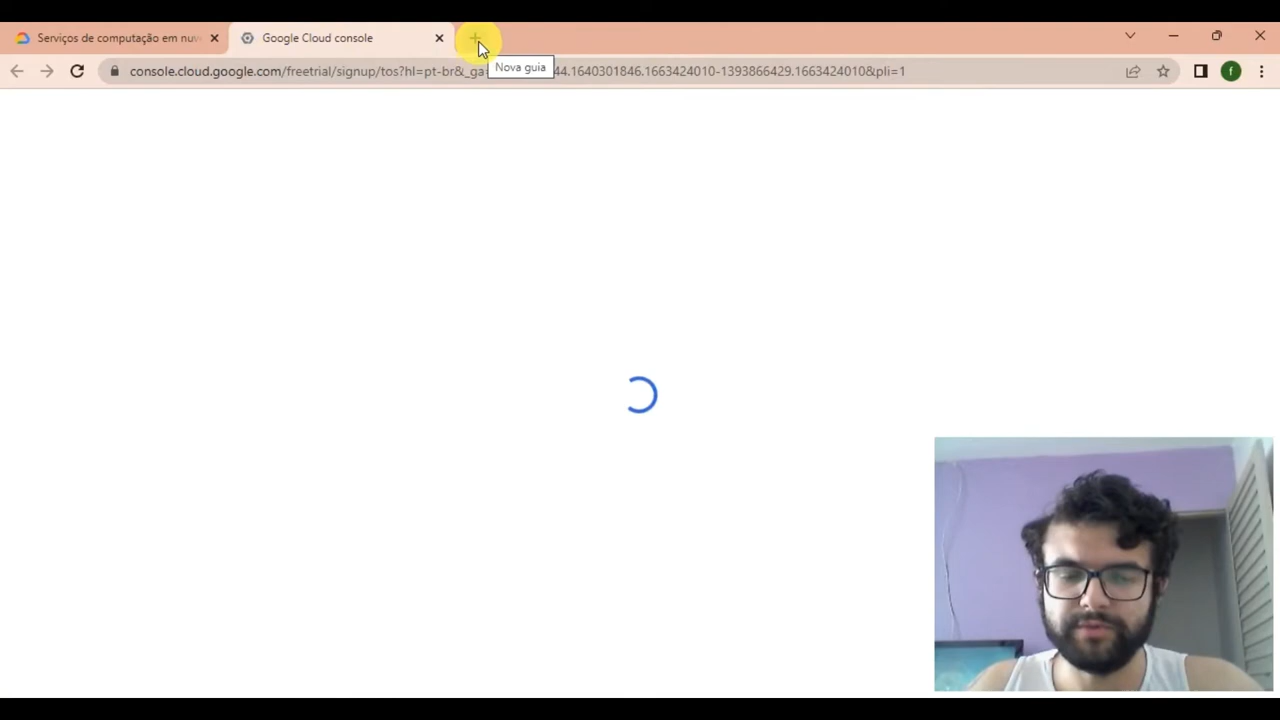 Serviços de computação em nuv
Google Cloud console
Nova guia
console.cloud.google.com/freetrial/signup/tos?hl=pt-br&_ga= 44.1640301846.1663424010-1393866429.1663424010&pli=1
f